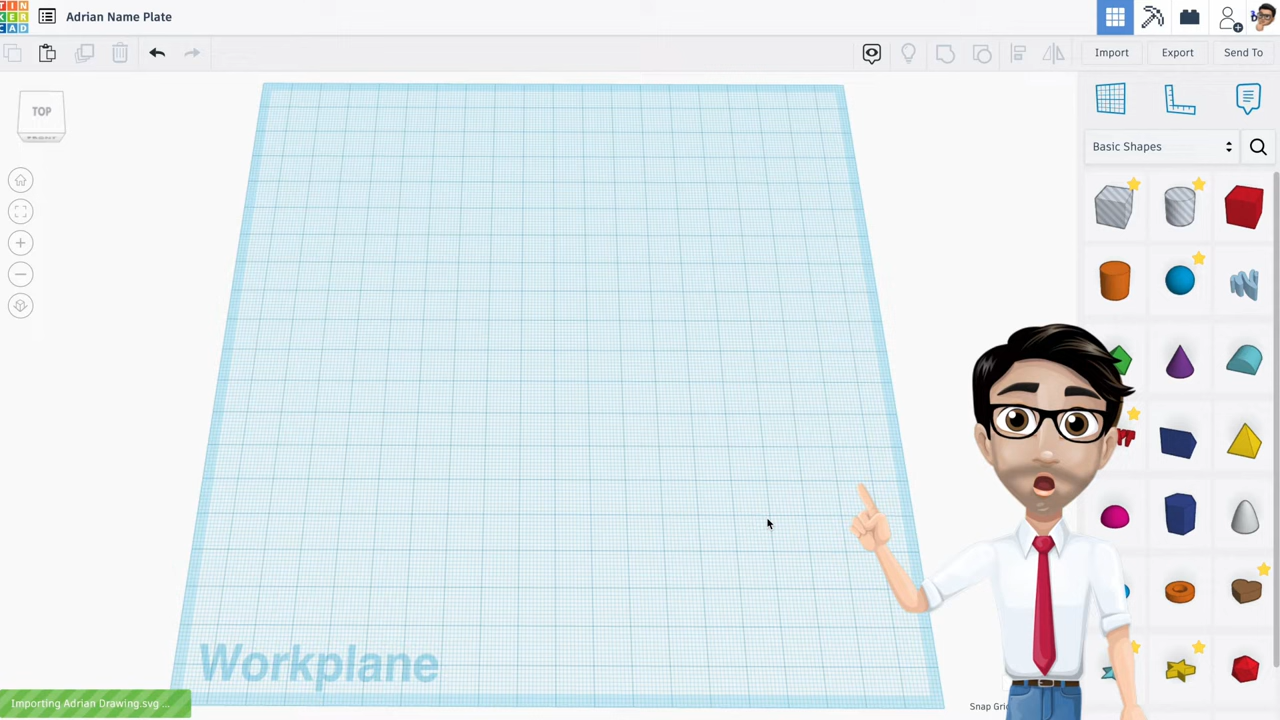 TIN
KER
CAD
Adrian Name Plate
Import
Export
Send To
TOP
FRONT
Basic Shapes
Workplane
Importing Adrian Drawing.svg ...
Snap Gri